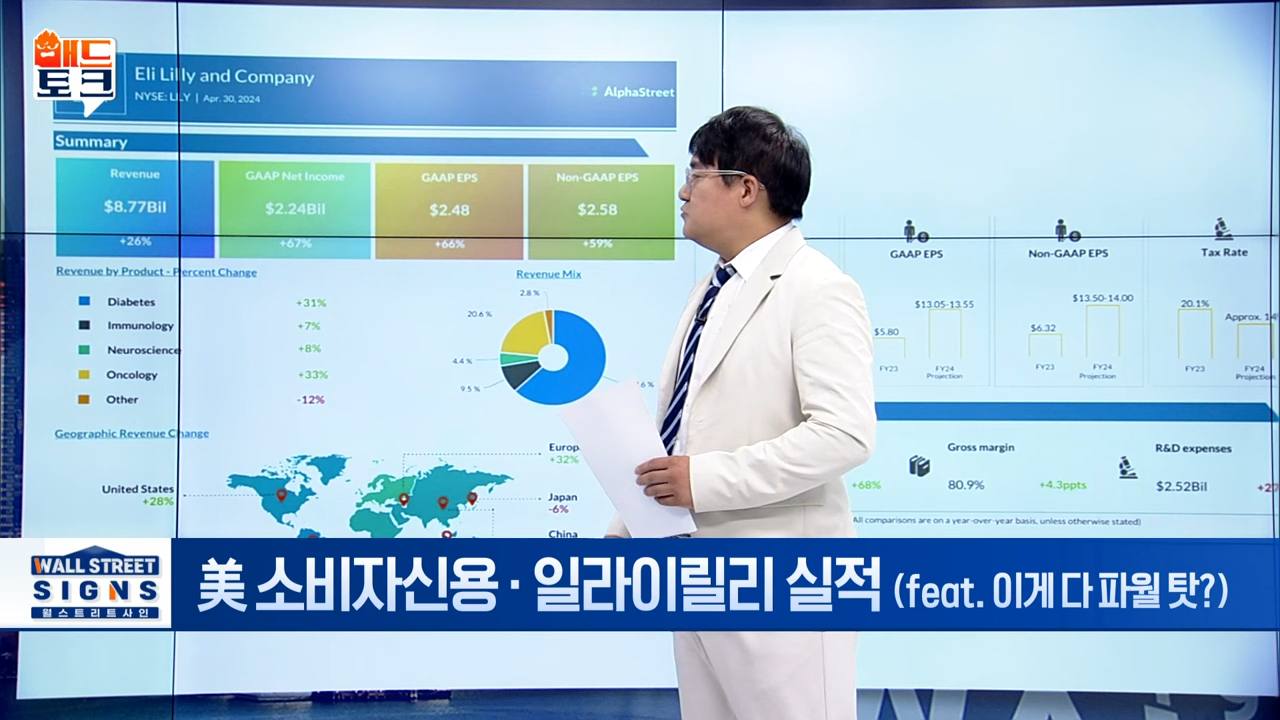 매드
토크
Eli Lilly and Company
NYSE: LLY | Apr. 30, 2024
AlphaStreet
Summary
Revenue
$8.77Bil
+26%
GAAP Net Income
$2.24Bil
+67%
GAAP EPS
$2.48
+66%
Non-GAAP EPS
$2.58
+59%
Revenue by Product - Percent Change
Diabetes +31%
Immunology +7%
Neuroscience +8%
Oncology +33%
Other -12%
Revenue Mix
2.8 %
20.6 %
4.4 %
9.5 %
.6 %
Geographic Revenue Change
United States
+28%
Europ
+32%
Japan
-6%
China
GAAP EPS
$5.80
$13.05-13.55
FY23
FY24
Projection
Non-GAAP EPS
$6.32
$13.50-14.00
FY23
FY24
Projection
Tax Rate
20.1%
Approx. 14
FY23
FY24
Projection
+68%
Gross margin
80.9%
+4.3ppts
R&D expenses
$2.52Bil
+27
All comparisons are on a year-over-year basis, unless otherwise stated)
WALL STREET
SIGNS
월스트리트사인
美 소비자신용·일라이릴리 실적 (feat. 이게 다 파월 탓?)